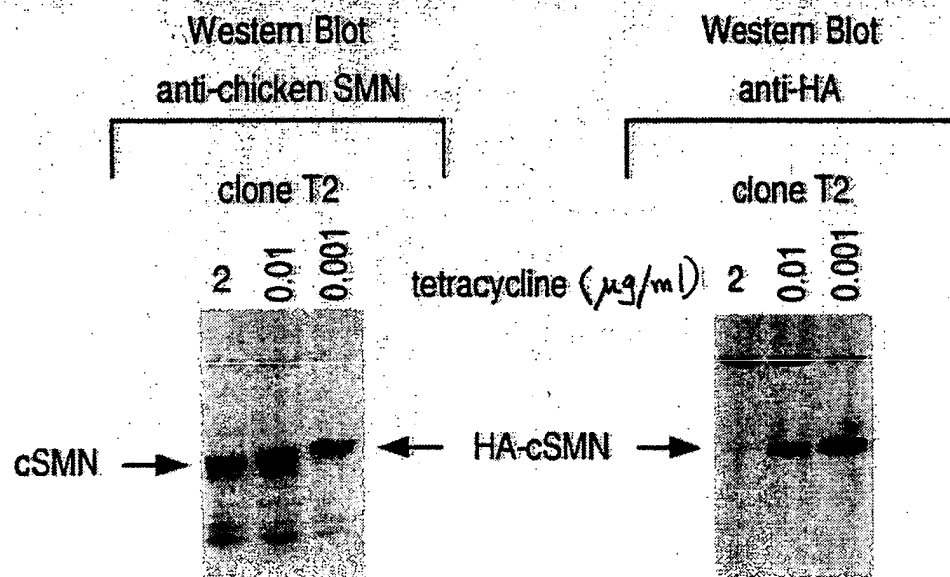 Western Blot
anti-chicken SMN
clone T2
2 0.01 0.001
cSMN
Western Blot
anti-HA
clone T2
tetracycline (µg/ml)
2 0.01 0.001
HA-cSMN